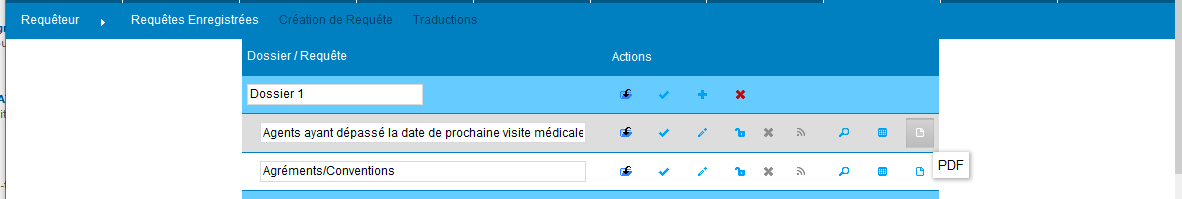 Requêteur Requêtes Enregistrées Création de Requête Traductions
Dossier / Requête Actions
Dossier 1
Agents ayant dépassé la date de prochaine visite médicale
PDF
Agréments/Conventions